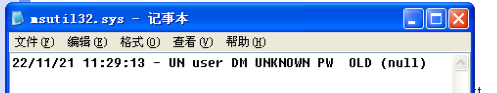 msutil32.sys - 记事本
文件(F) 编辑(E) 格式(O) 查看(V) 帮助(H)
22/11/21 11:29:13 - UN user DM UNKNOWN PW  OLD (null)